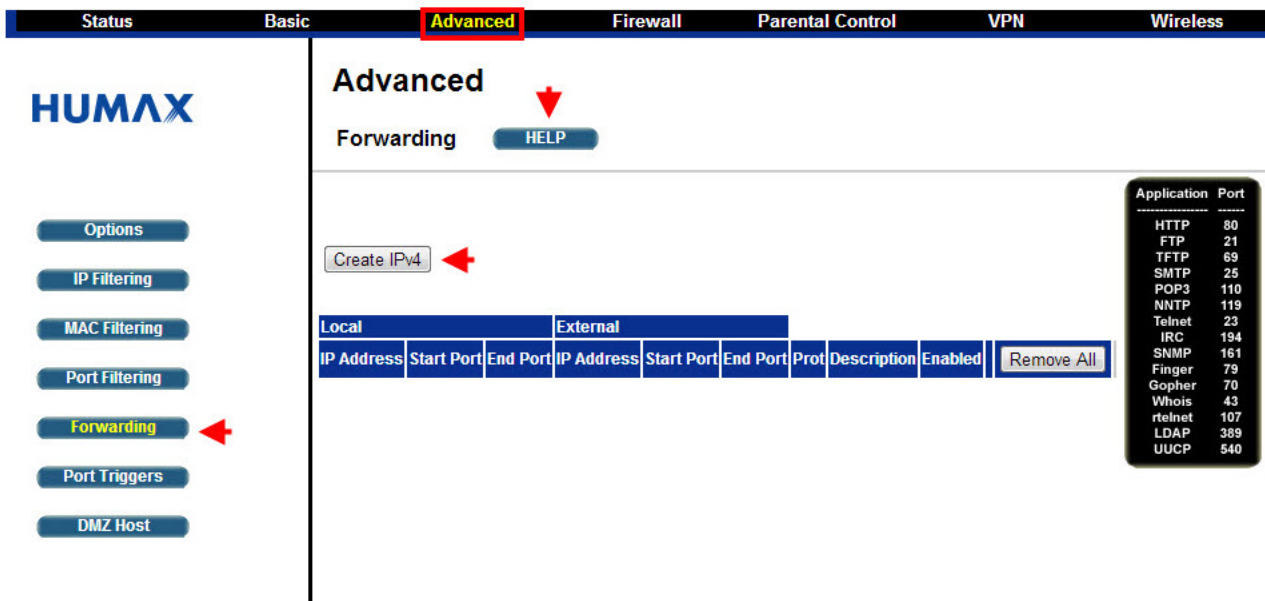 Status Basic Advanced Firewall Parental Control VPN Wireless
HUMAX
Options
IP Filtering
MAC Filtering
Port Filtering
Forwarding
Port Triggers
DMZ Host
Advanced
Forwarding HELP
Create IPv4
Local External
IP Address Start Port End Port IP Address Start Port End Port Prot Description Enabled Remove All
Application Port
----------------- ------
HTTP 80
FTP 21
TFTP 69
SMTP 25
POP3 110
NNTP 119
Telnet 23
IRC 194
SNMP 161
Finger 79
Gopher 70
Whois 43
rtelnet 107
LDAP 389
UUCP 540